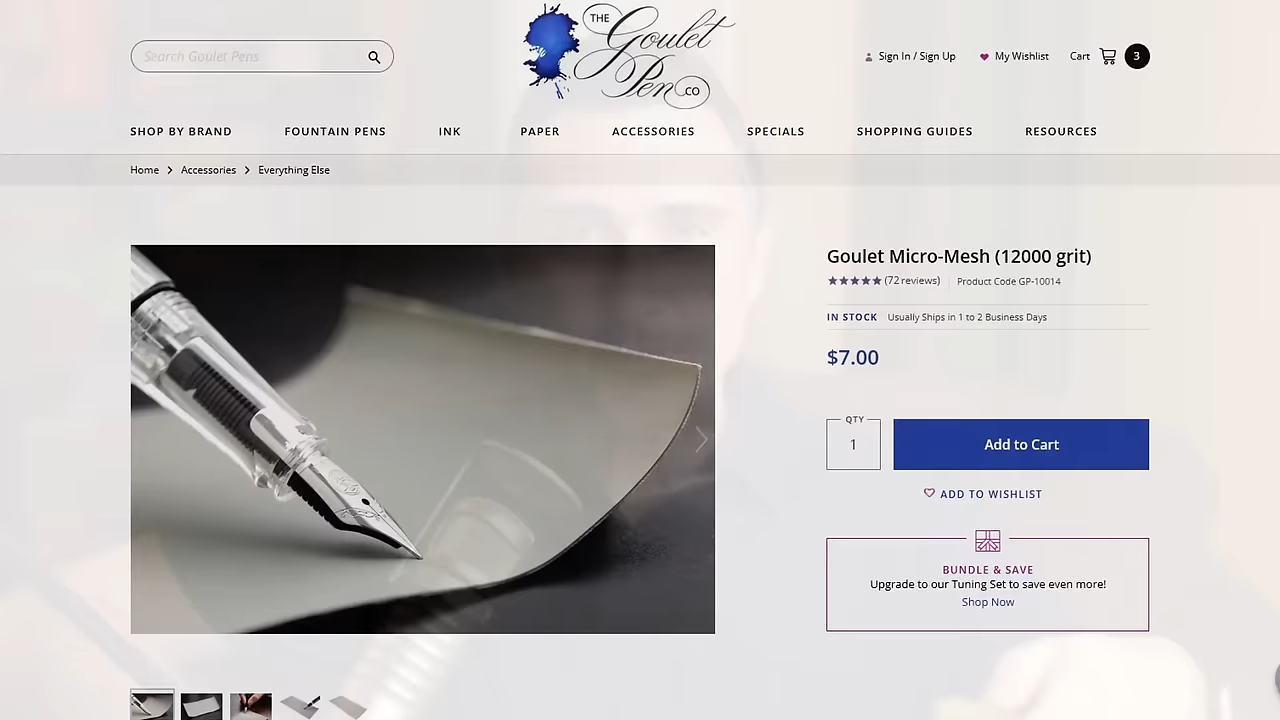 Search Goulet Pens
THE
Goulet
Pen
.CO
Sign In / Sign Up
My Wishlist
Cart
3
SHOP BY BRAND
FOUNTAIN PENS
INK
PAPER
ACCESSORIES
SPECIALS
SHOPPING GUIDES
RESOURCES
Home
Accessories
Everything Else
Goulet Micro-Mesh (12000 grit)
(72 reviews)
Product Code GP-10014
IN STOCK
Usually Ships in 1 to 2 Business Days
$7.00
QTY
1
Add to Cart
ADD TO WISHLIST
BUNDLE & SAVE
Upgrade to our Tuning Set to save even more!
Shop Now